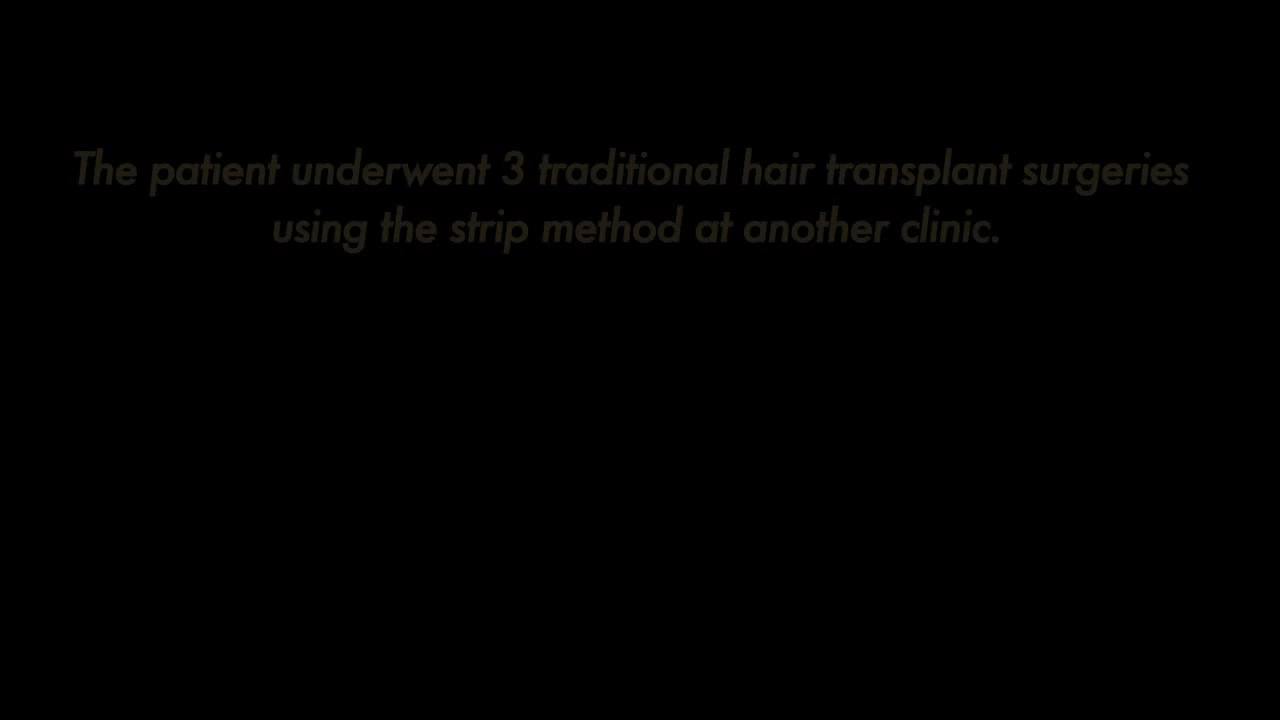 The patient underwent 3 traditional hair transplant surgeries
using the strip method at another clinic.